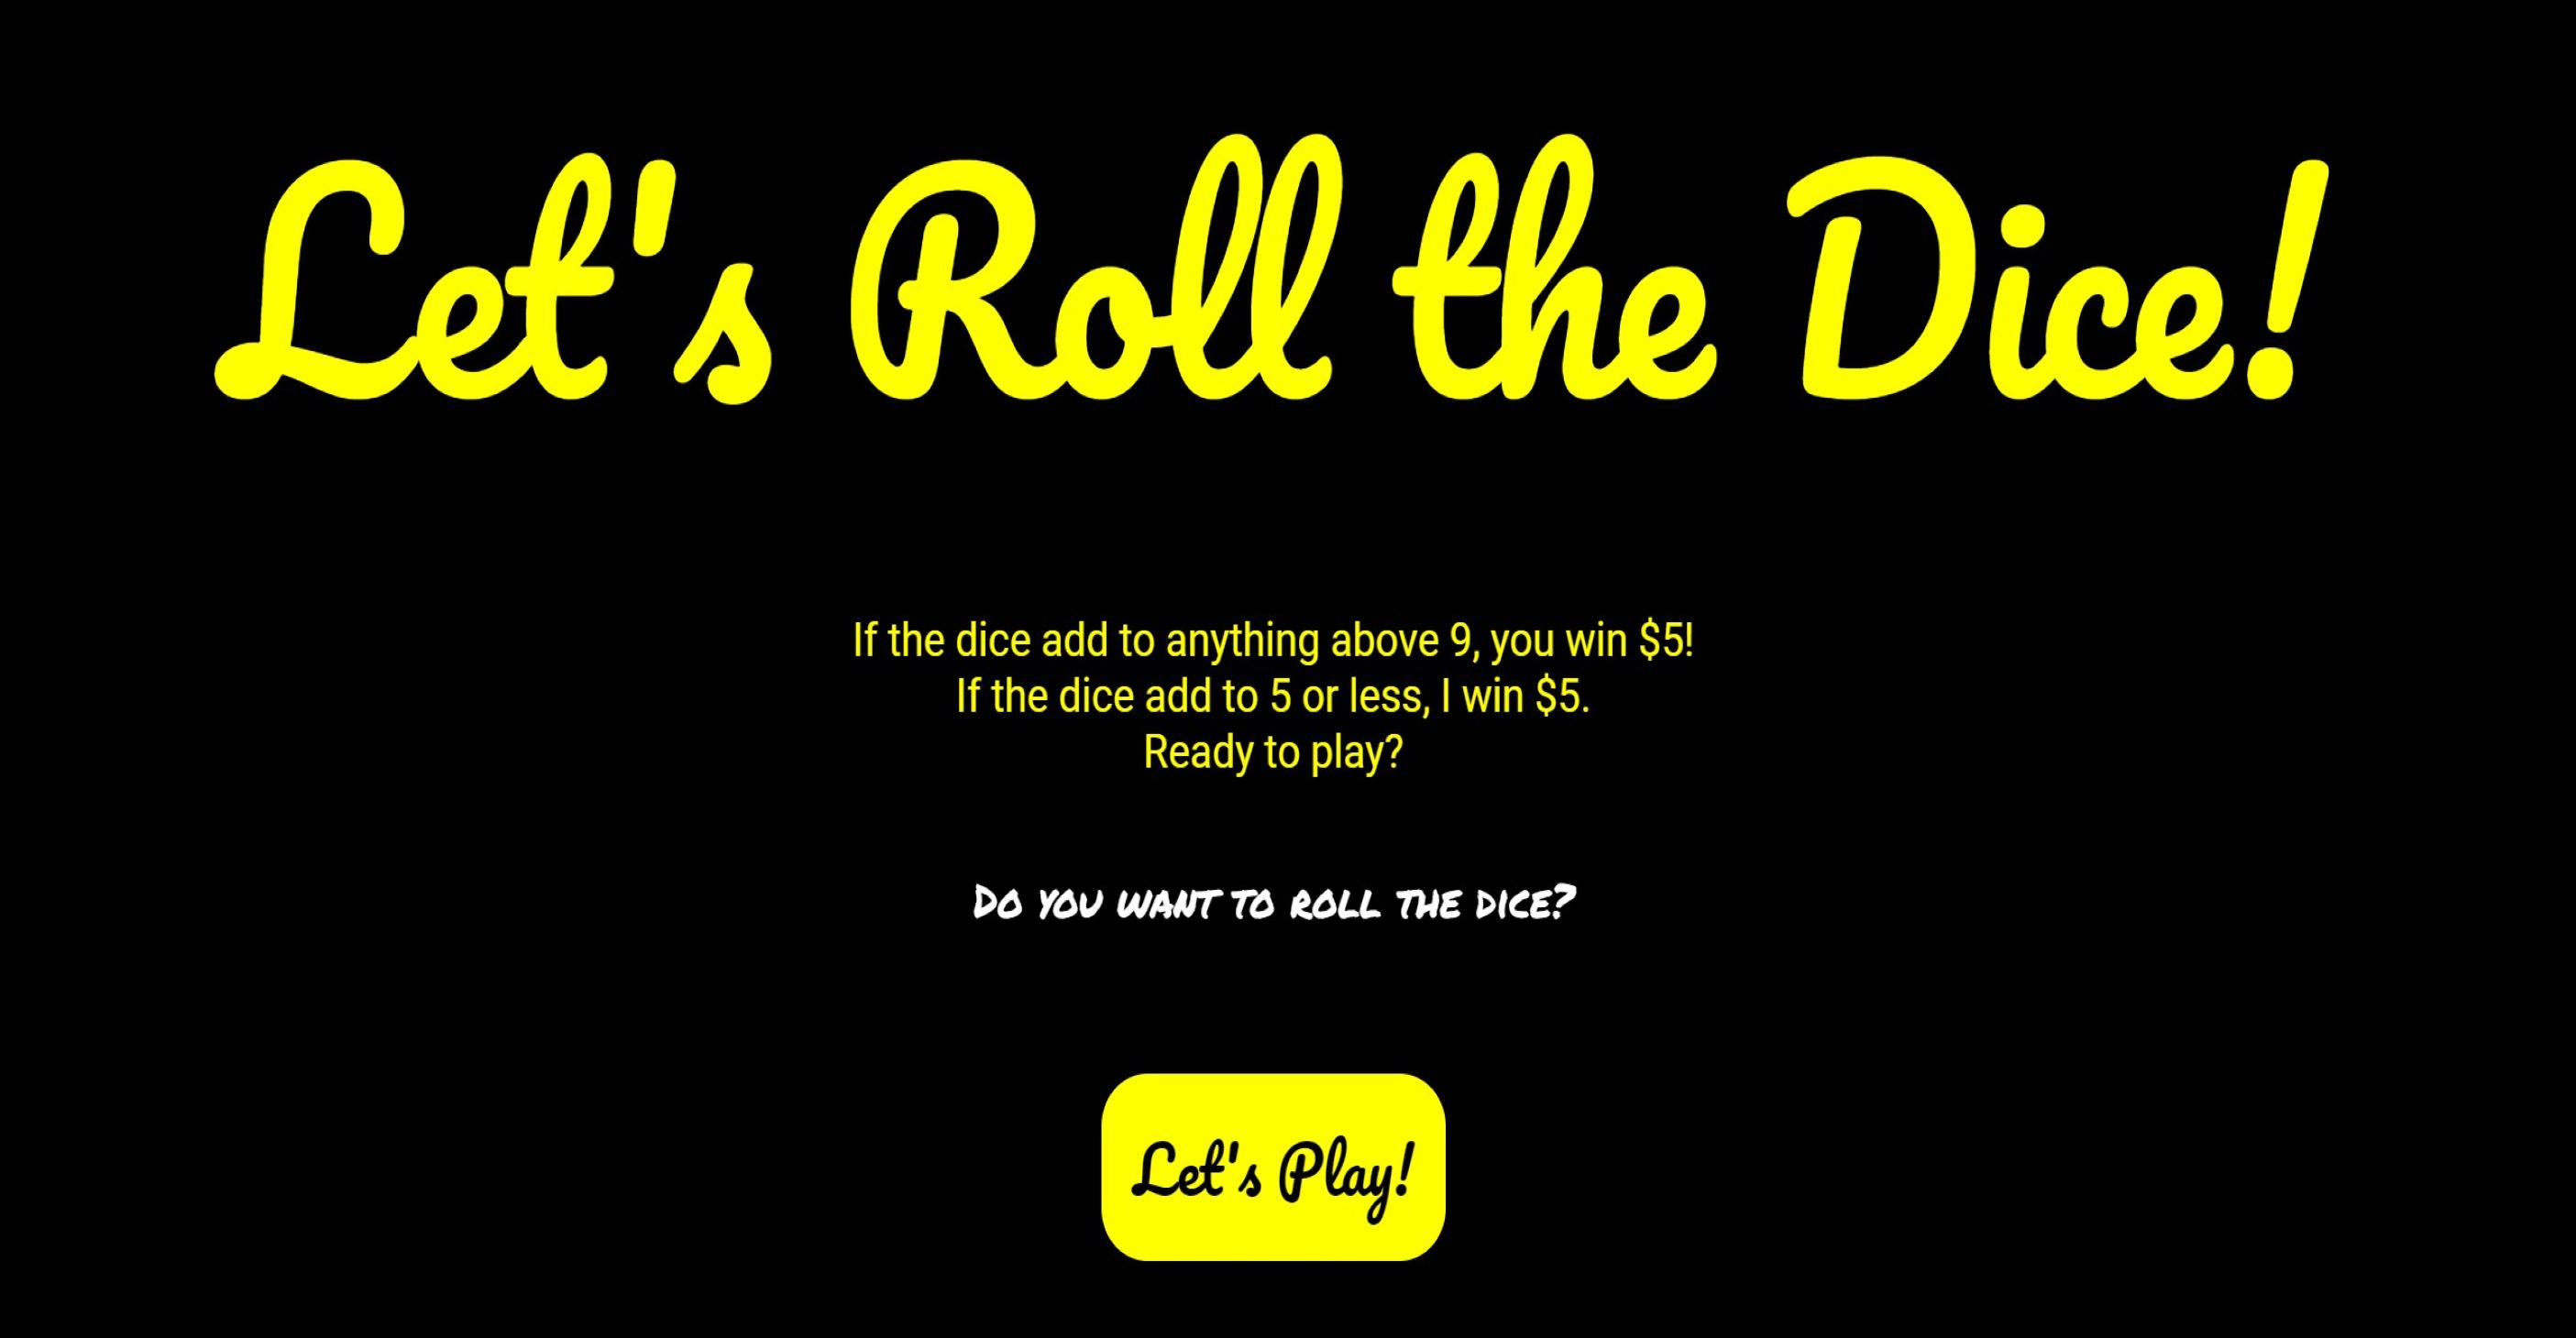 Let's Roll the Dice!
If the dice add to anything above 9, you win $5!
If the dice add to 5 or less, I win $5.
Ready to play?
Do you want to roll the dice?
Let's Play!